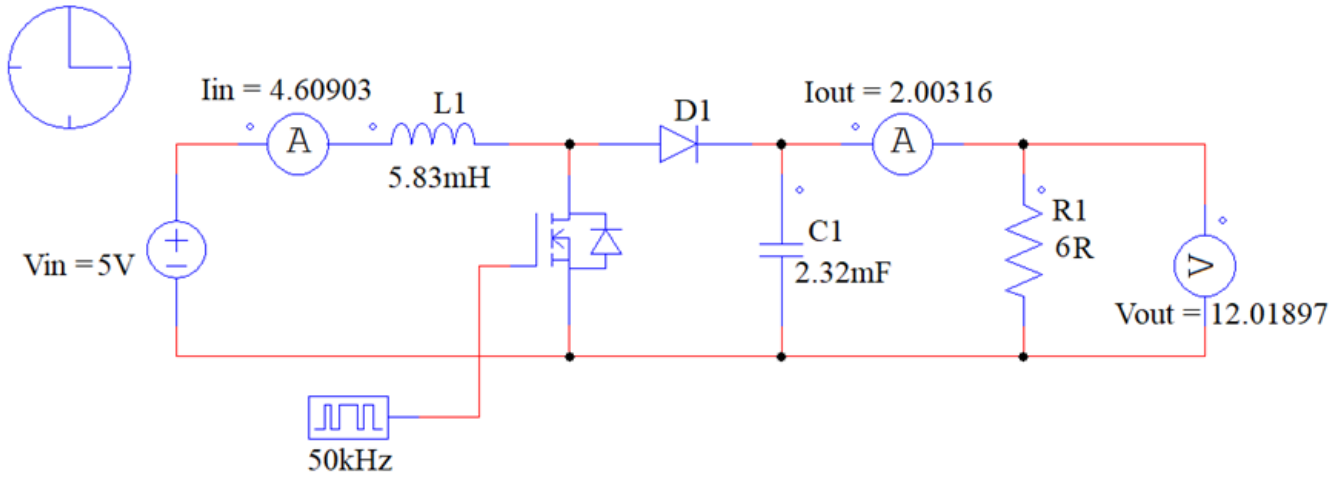 Iin = 4.60903
L1
D1
Iout = 2.00316
A
A
5.83mH
Vin = 5V
C1
2.32mF
R1
6R
V
Vout = 12.01897
50kHz